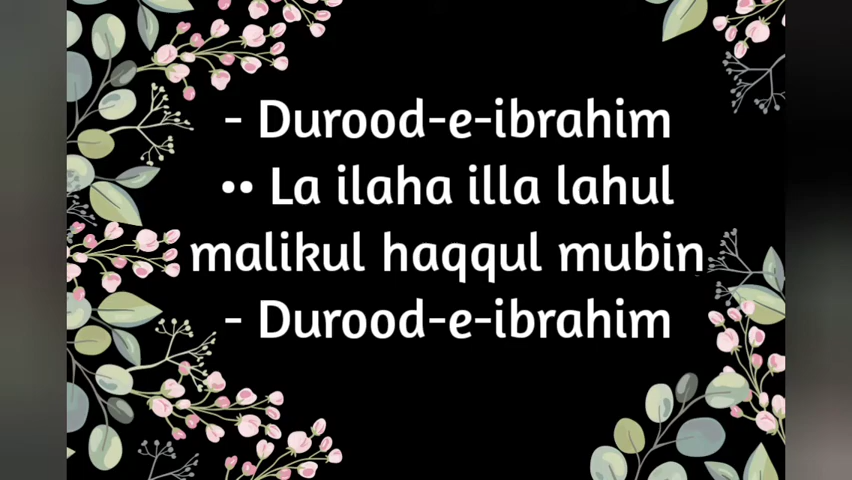 - Durood-e-ibrahim
•• La ilaha illa lahul
malikul haqqul mubin
- Durood-e-ibrahim